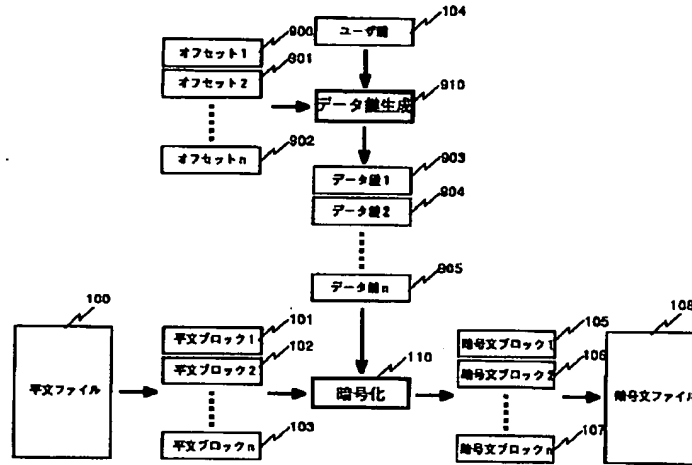 104
ユーザ鍵
900
オフセット1
901
オフセット2
910
データ鍵生成
902
オフセットn
903
データ鍵1
904
データ鍵2
905
データ鍵n
100
平文ファイル
101
平文ブロック1
102
平文ブロック2
103
平文ブロックn
110
暗号化
105
暗号文ブロック1
106
暗号文ブロック2
107
暗号文ブロックn
108
暗号文ファイル